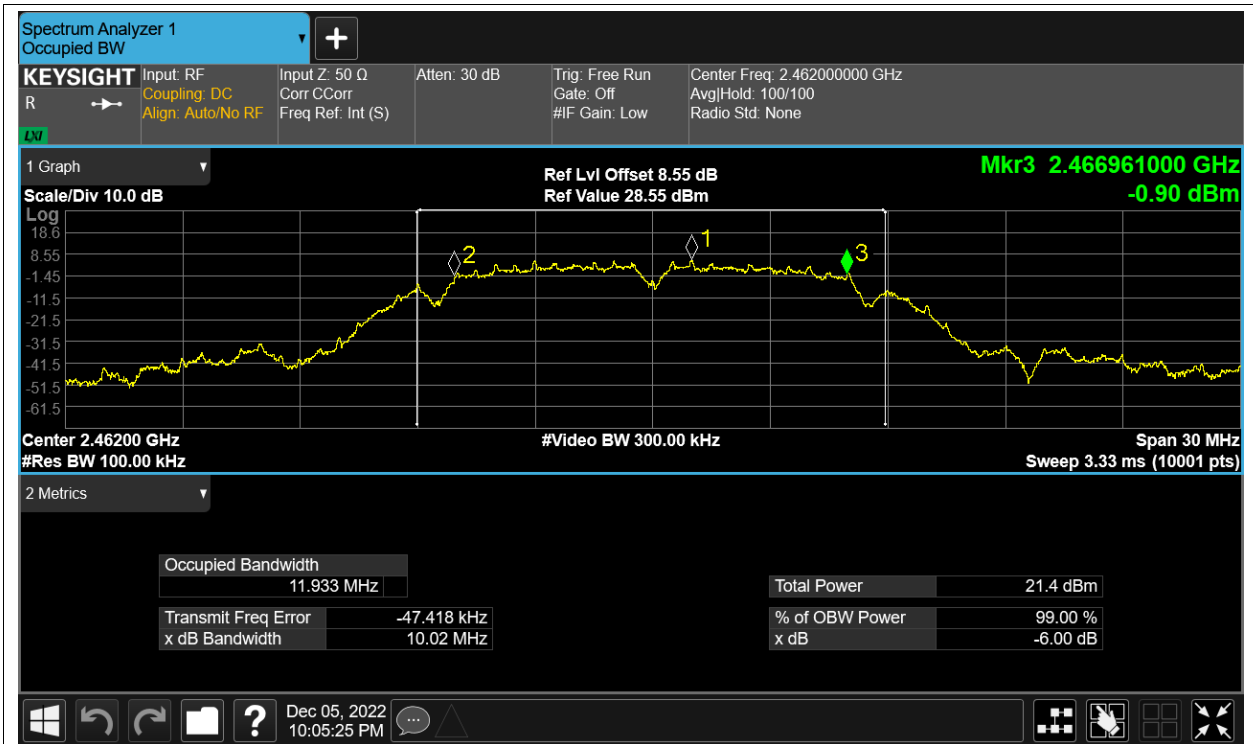 Spectrum Analyzer 1
Occupied BW
KEYSIGHT
R
LXI
Input: RF
Coupling: DC
Align: Auto/No RF
Input Z: 50 Ω
Corr CCorr
Freq Ref: Int (S)
Atten: 30 dB
Trig: Free Run
Gate: Off
#IF Gain: Low
Center Freq: 2.462000000 GHz
Avg|Hold: 100/100
Radio Std: None
1 Graph
Scale/Div 10.0 dB
Ref Lvl Offset 8.55 dB
Ref Value 28.55 dBm
Mkr3 2.466961000 GHz
-0.90 dBm
Log
18.6
8.55
-1.45
-11.5
-21.5
-31.5
-41.5
-51.5
-61.5
2
1
3
Center 2.46200 GHz
#Video BW 300.00 kHz
Span 30 MHz
#Res BW 100.00 kHz
Sweep 3.33 ms (10001 pts)
2 Metrics
Occupied Bandwidth
11.933 MHz
Transmit Freq Error -47.418 kHz
x dB Bandwidth 10.02 MHz
Total Power 21.4 dBm
% of OBW Power 99.00 %
x dB -6.00 dB
?
Dec 05, 2022
10:05:25 PM